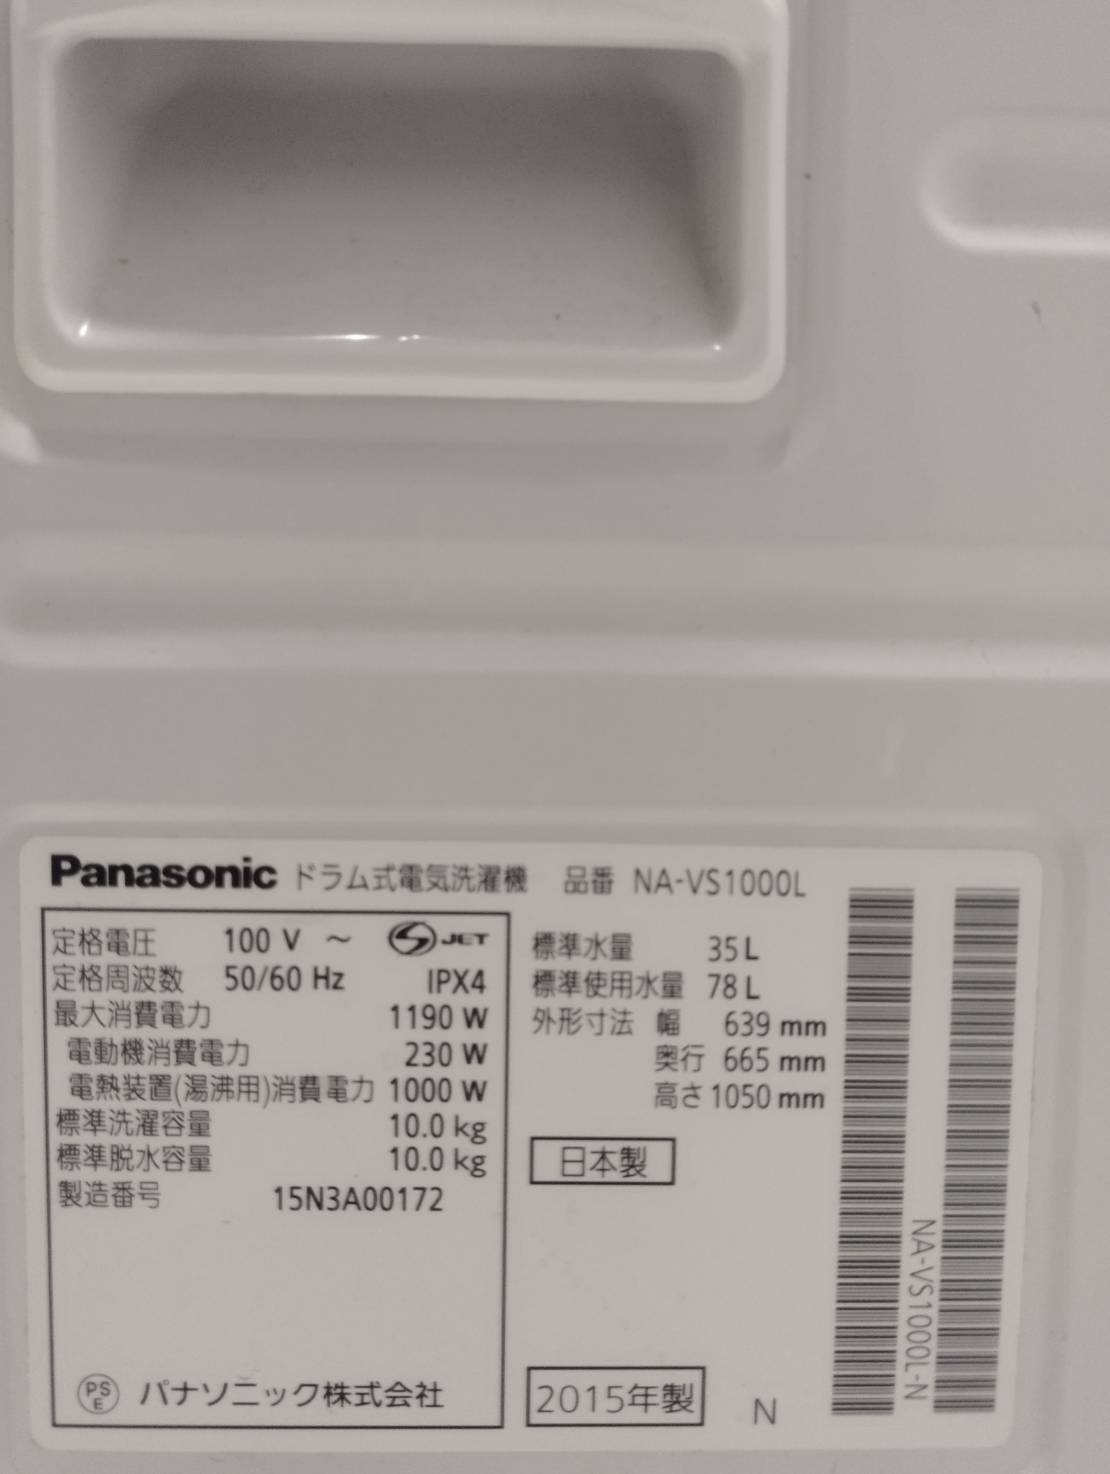 Panasonic ドラム式電気洗濯機 品番 NA-VS1000L
定格電圧 100 V ~ JET
定格周波数 50/60 Hz IPX4
最大消費電力 1190 W
電動機消費電力 230 W
電熱装置(湯沸用)消費電力 1000 W
標準洗濯容量 10.0 kg
標準脱水容量 10.0 kg
製造番号 15N3A00172
PS
E
パナソニック株式会社
標準水量 35 L
標準使用水量 78 L
外形寸法 幅 639 mm
奥行 665 mm
高さ 1050 mm
日本製
2015年製 N
NA-VS1000L-N